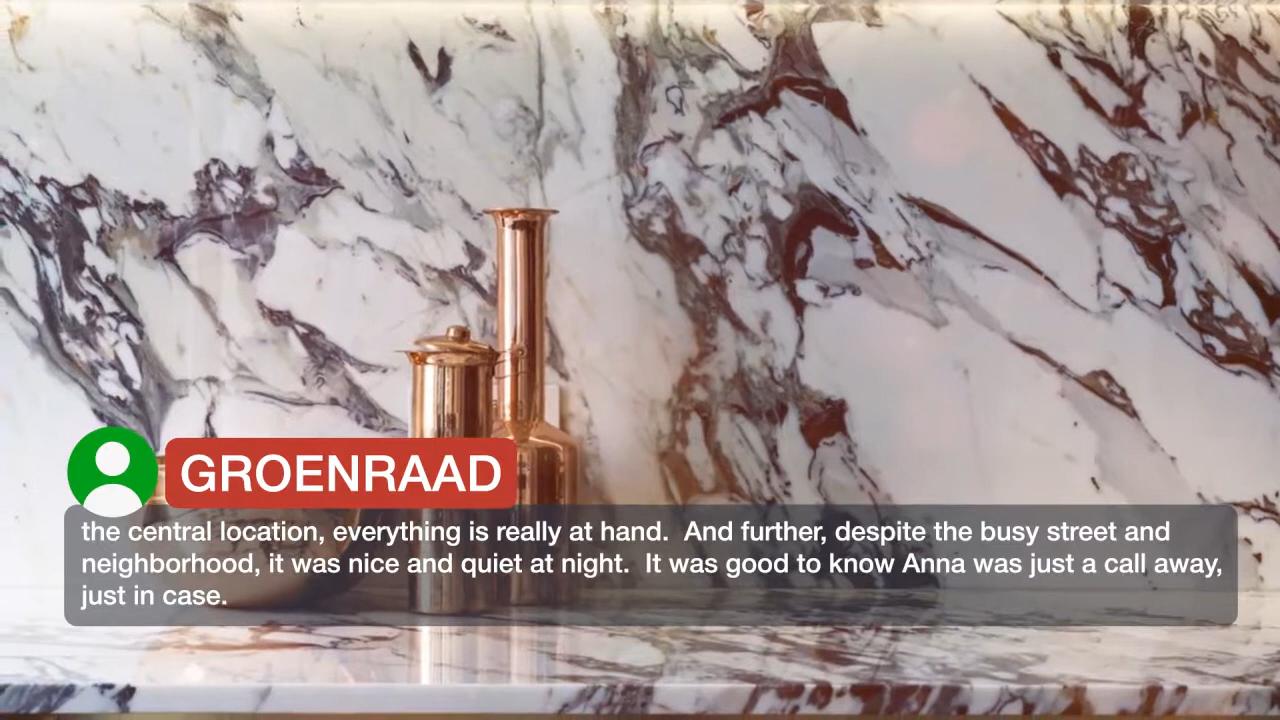 GROENRAAD
the central location, everything is really at hand.  And further, despite the busy street and
neighborhood, it was nice and quiet at night.  It was good to know Anna was just a call away,
just in case.